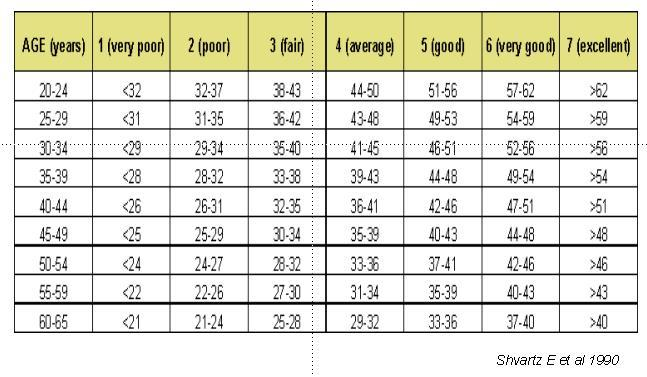 AGE (years) 1 (very poor) 2 (poor) 3 (fair) 4 (average) 5 (good) 6 (very good) 7 (excellent)
20-24 <32 32-37 38-43 44-50 51-56 57-62 >62
25-29 <31 31-35 36-42 43-48 49-53 54-59 >59
30-34 <29 29-34 35-40 41-45 46-51 52-56 >56
35-39 <28 28-32 33-38 39-43 44-48 49-54 >54
40-44 <26 26-31 32-35 36-41 42-46 47-51 >51
45-49 <25 25-29 30-34 35-39 40-43 44-48 >48
50-54 <24 24-27 28-32 33-36 37-41 42-46 >46
55-59 <22 22-26 27-30 31-34 35-39 40-43 >43
60-65 <21 21-24 25-28 29-32 33-36 37-40 >40
Shvartz E et al 1990